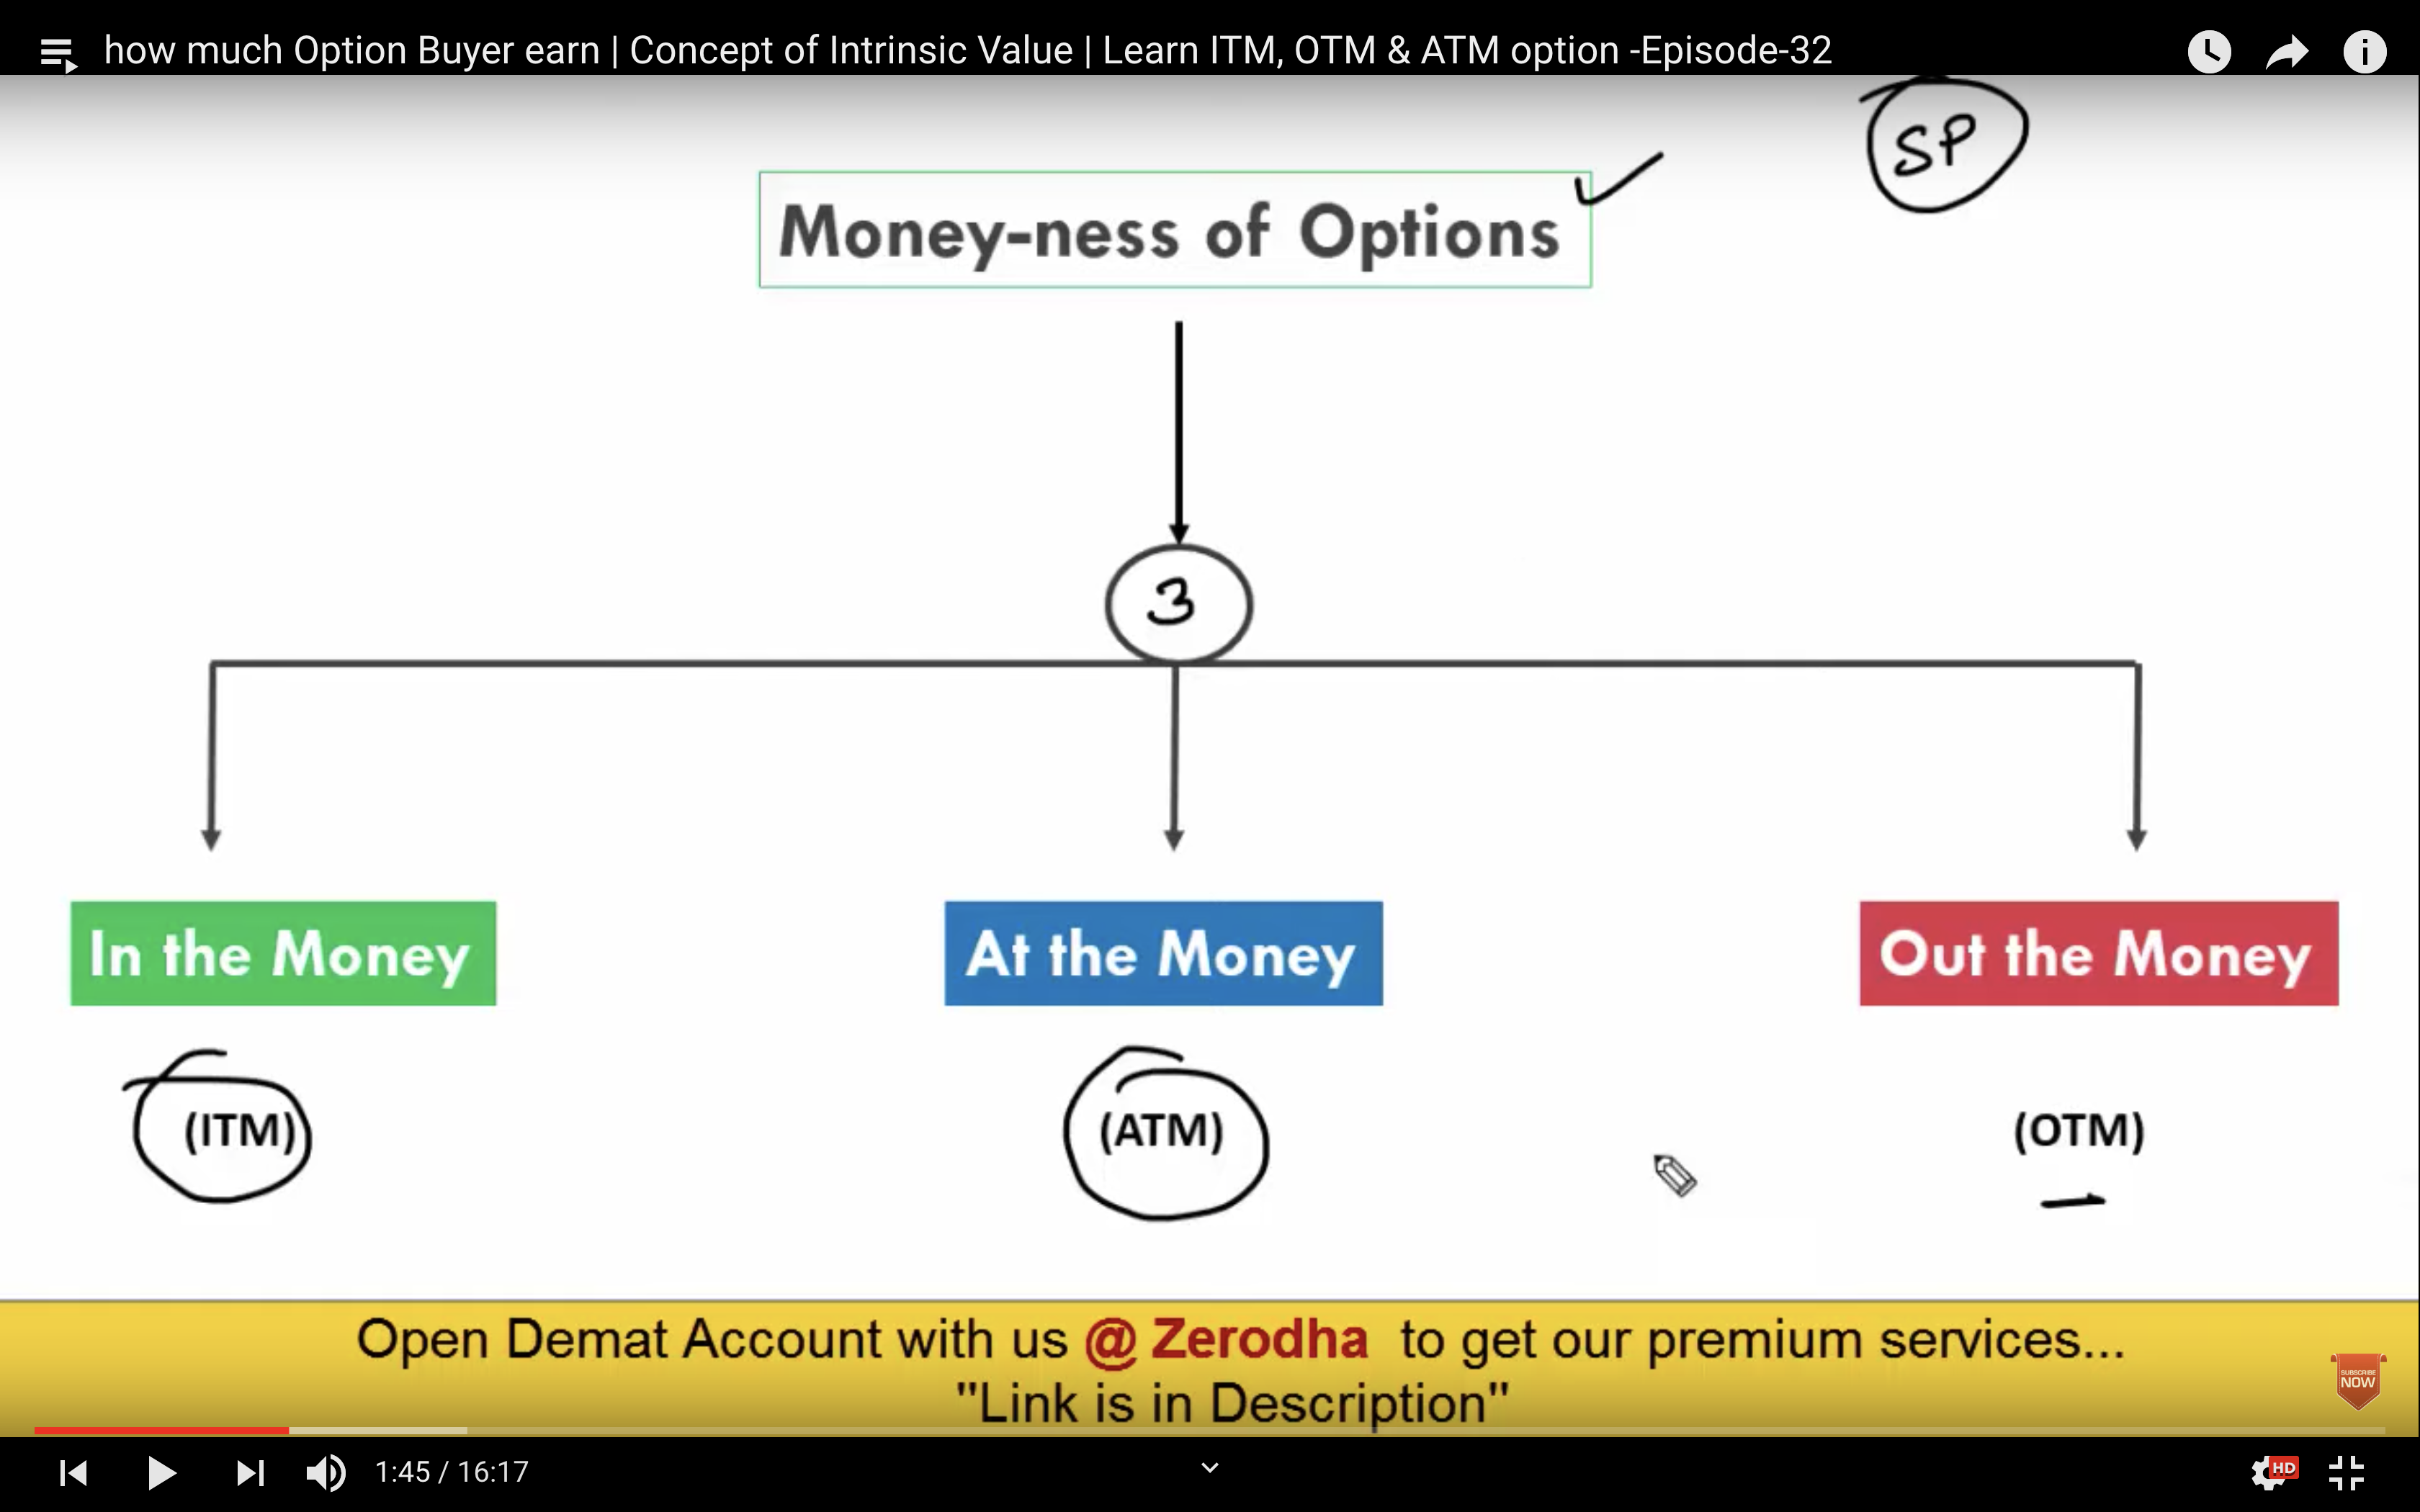 how much Option Buyer earn | Concept of Intrinsic Value | Learn ITM, OTM & ATM option -Episode-32
SP
Money-ness of Options
3
In the Money
At the Money
Out the Money
(ITM)
(ATM)
(OTM)
Open Demat Account with us @ Zerodha to get our premium services...
"Link is in Description"
SUBSCRIBE
NOW
1:45 / 16:17
HD